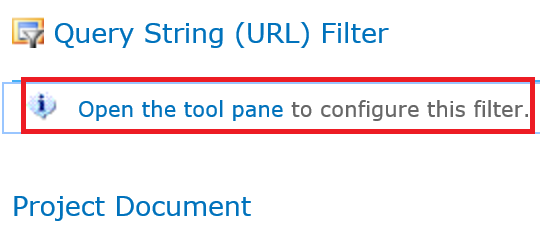 Query String (URL) Filter
Open the tool pane to configure this filter.
Project Document